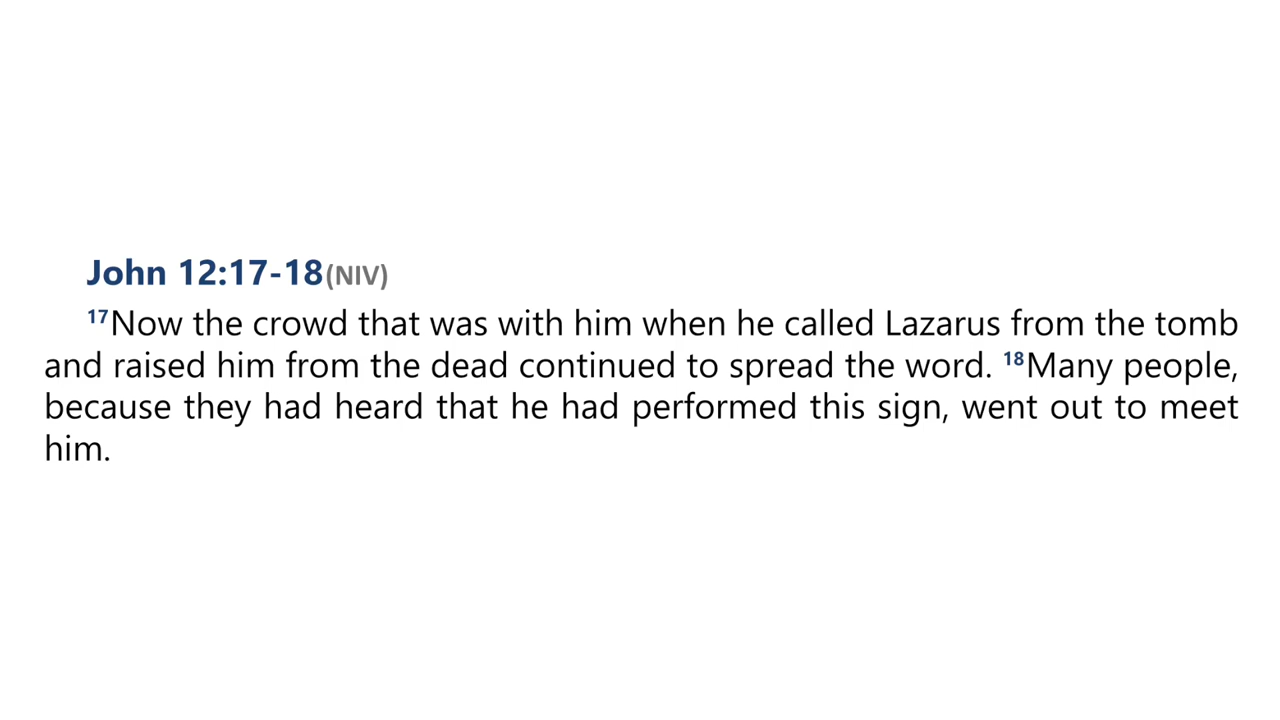 John 12:17-18(NIV)
17Now the crowd that was with him when he called Lazarus from the tomb
and raised him from the dead continued to spread the word. 18Many people,
because they had heard that he had performed this sign, went out to meet
him.